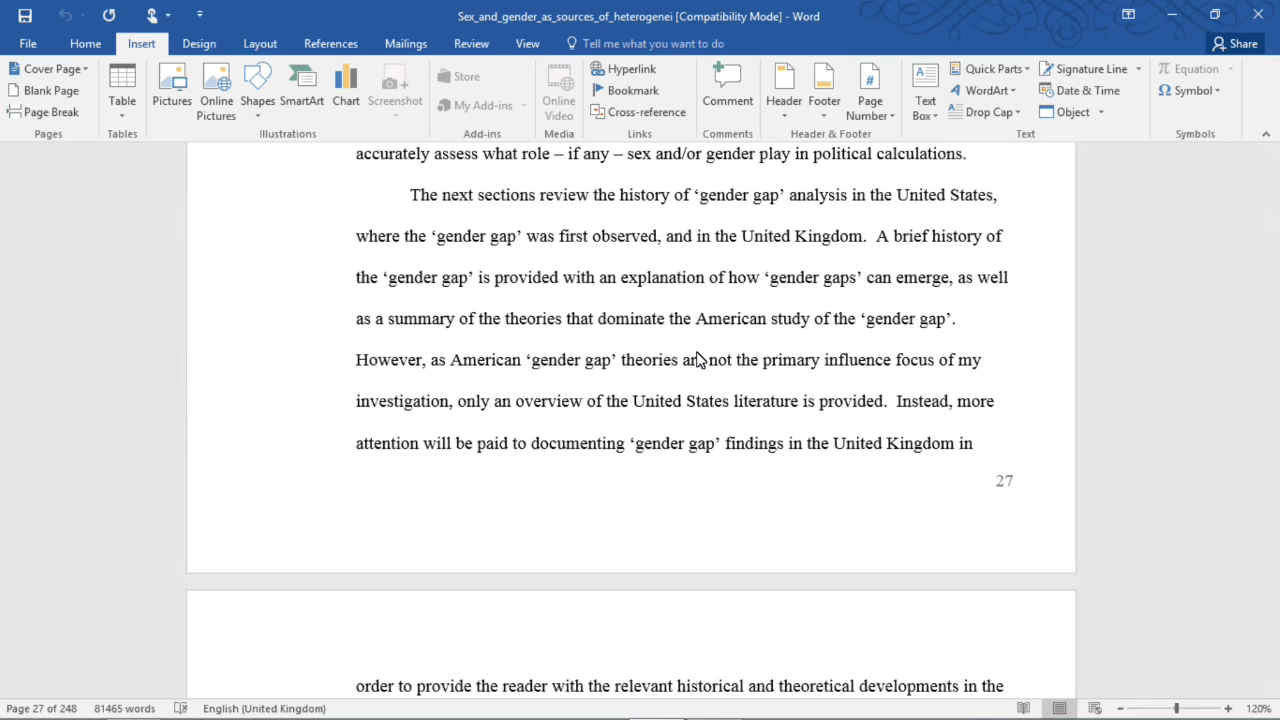 Sex_and_gender_as_sources_of_heterogenei [Compatibility Mode] - Word
File Home Insert Design Layout References Mailings Review View Tell me what you want to do Share
Cover Page
Blank Page
Page Break
Pages
Table
Tables
Pictures
Online Pictures
Shapes
SmartArt
Chart
Screenshot
Illustrations
Store
My Add-ins
Add-ins
Online Video
Media
Hyperlink
Bookmark
Cross-reference
Links
Comment
Comments
Header
Footer
Page Number
Header & Footer
Text Box
Quick Parts
WordArt
Drop Cap
Signature Line
Date & Time
Object
Text
Equation
Symbol
Symbols
accurately assess what role – if any – sex and/or gender play in political calculations.
The next sections review the history of ‘gender gap’ analysis in the United States,
where the ‘gender gap’ was first observed, and in the United Kingdom. A brief history of
the ‘gender gap’ is provided with an explanation of how ‘gender gaps’ can emerge, as well
as a summary of the theories that dominate the American study of the ‘gender gap’.
However, as American ‘gender gap’ theories are not the primary influence focus of my
investigation, only an overview of the United States literature is provided. Instead, more
attention will be paid to documenting ‘gender gap’ findings in the United Kingdom in
27
order to provide the reader with the relevant historical and theoretical developments in the
Page 27 of 248 81465 words English (United Kingdom) 120%